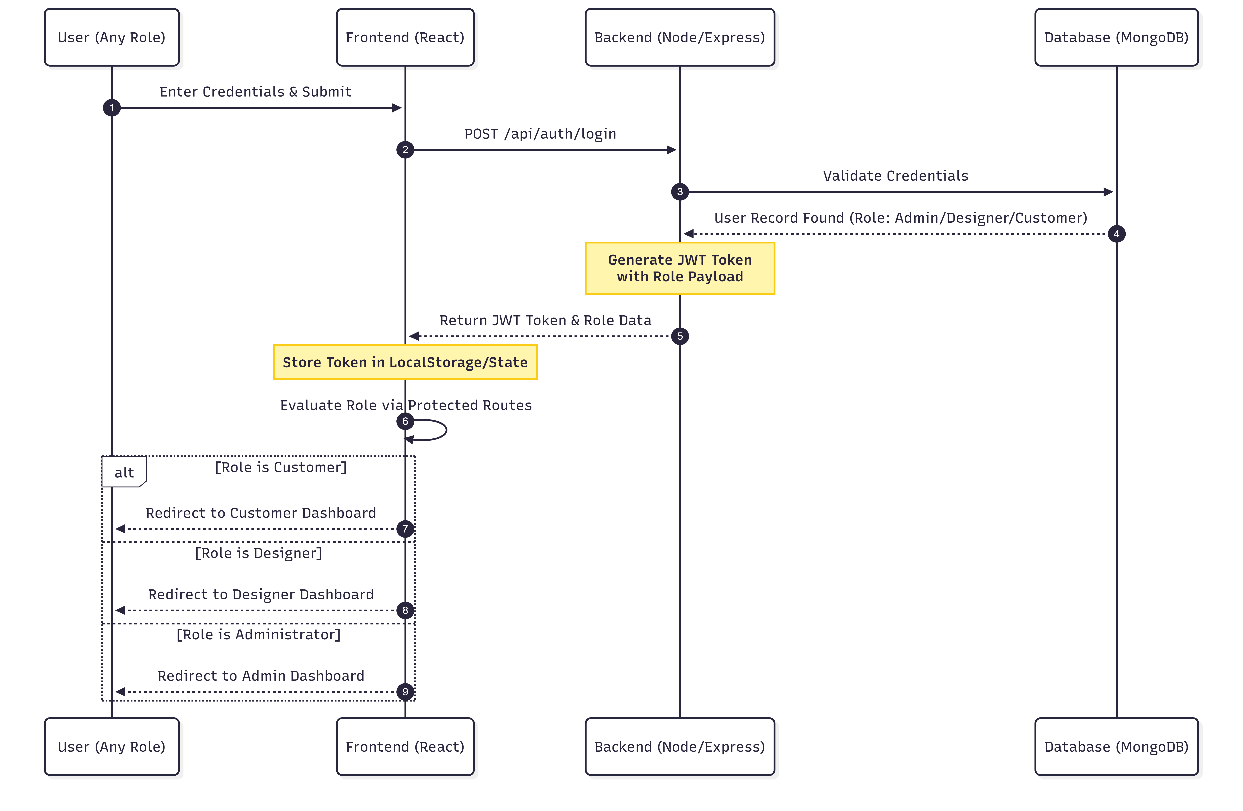 User (Any Role)
Frontend (React)
Backend (Node/Express)
Database (MongoDB)
Enter Credentials & Submit
1
POST /api/auth/login
2
Validate Credentials
3
User Record Found (Role: Admin/Designer/Customer)
4
Generate JWT Token
with Role Payload
Return JWT Token & Role Data
5
Store Token in LocalStorage/State
Evaluate Role via Protected Routes
6
alt
[Role is Customer]
Redirect to Customer Dashboard
7
[Role is Designer]
Redirect to Designer Dashboard
8
[Role is Administrator]
Redirect to Admin Dashboard
9
User (Any Role)
Frontend (React)
Backend (Node/Express)
Database (MongoDB)